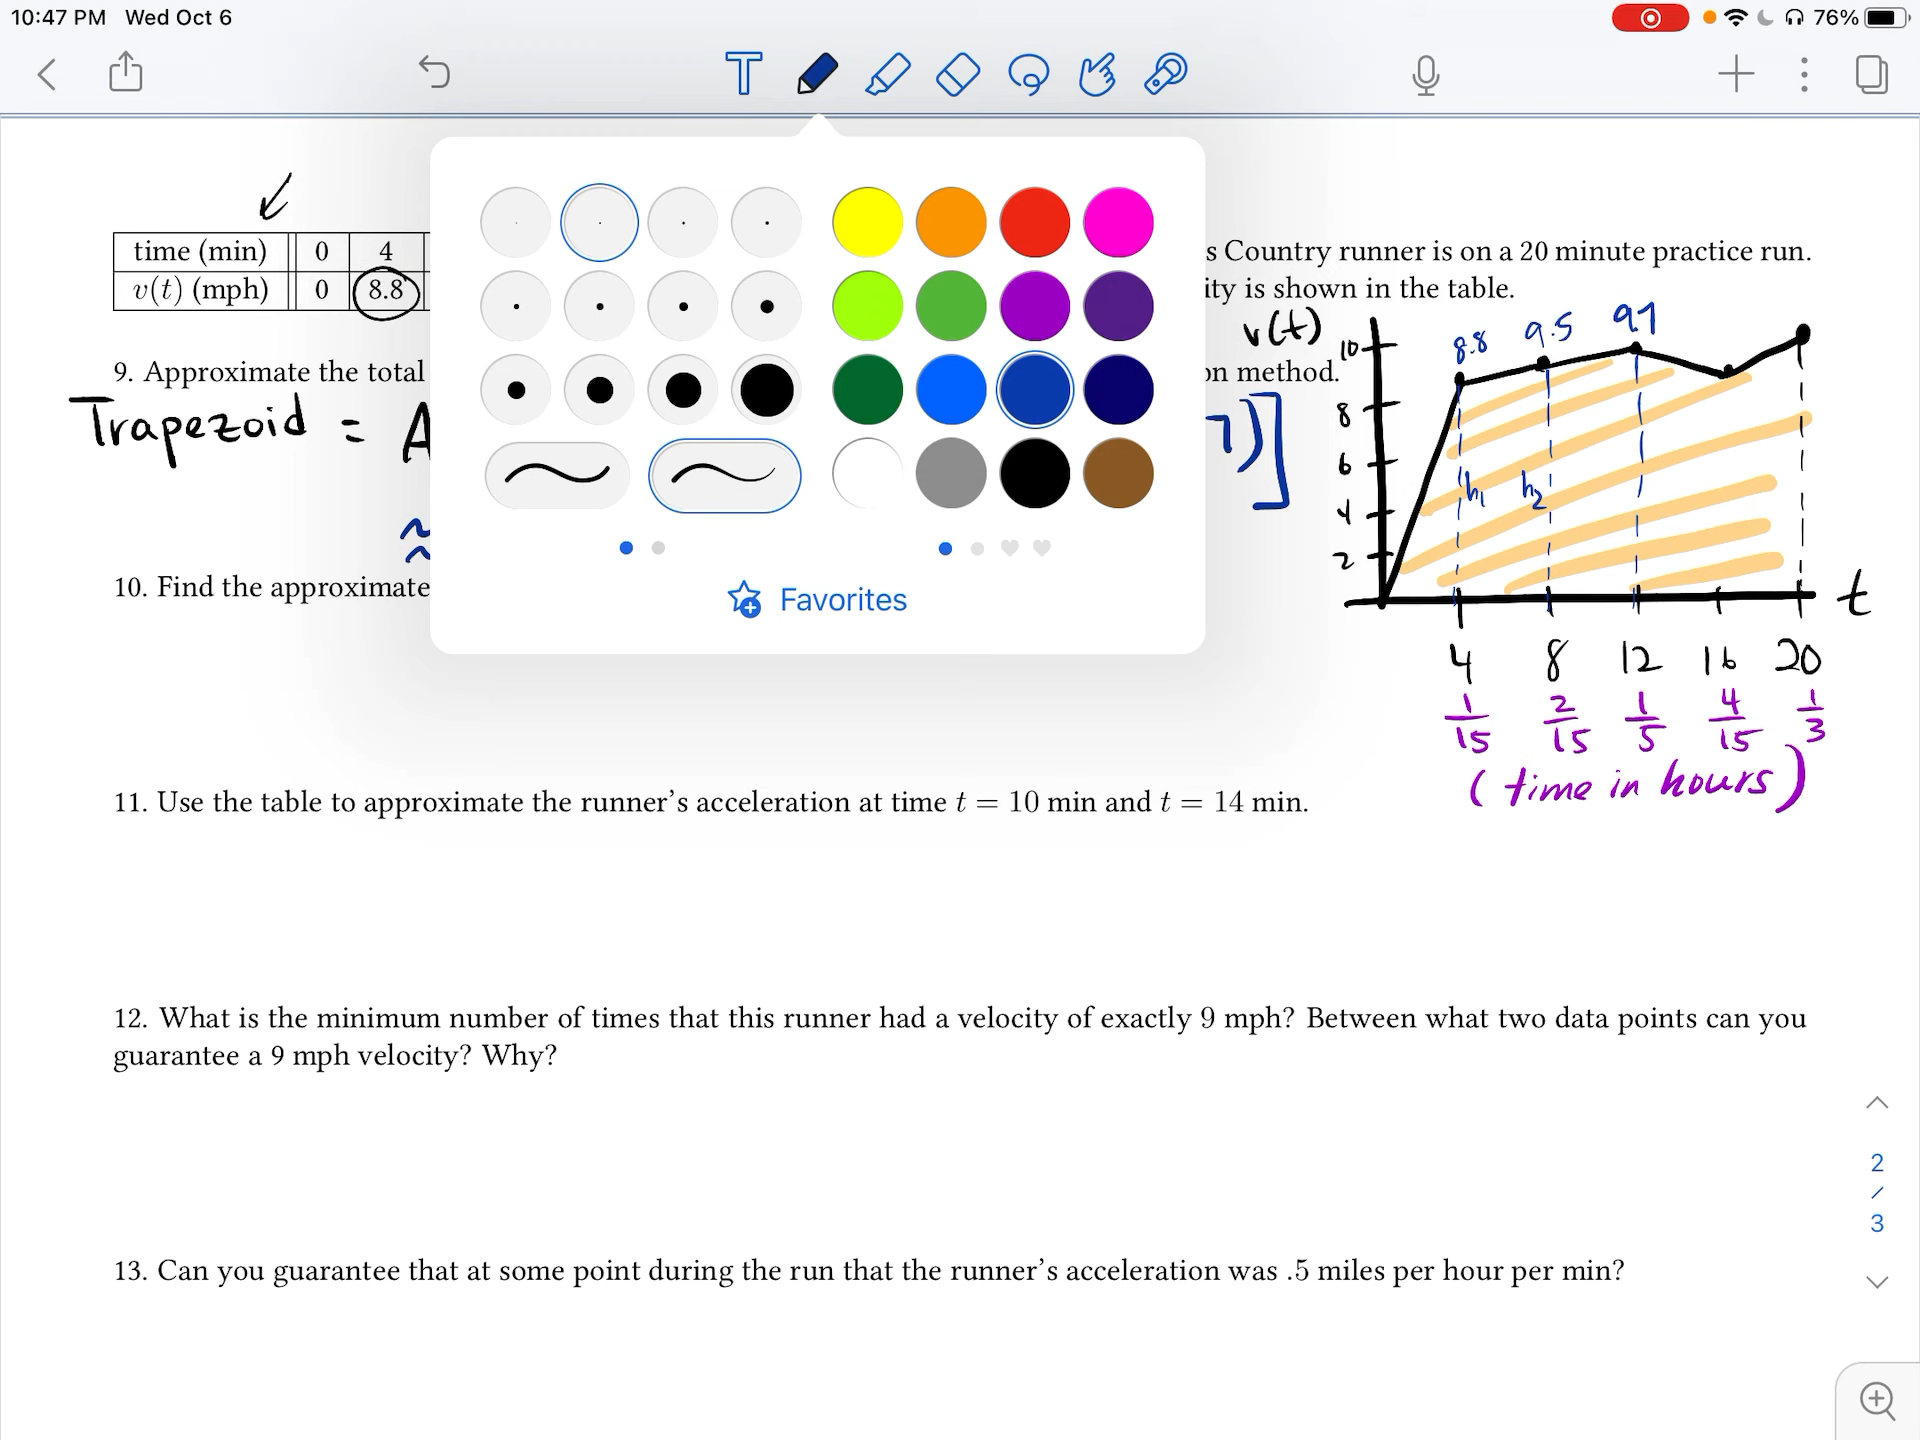 10:47 PM Wed Oct 6
76%
T
time (min) 0 4
v(t) (mph) 0 8.8
s Country runner is on a 20 minute practice run.
ity is shown in the table.
9. Approximate the total
on method.
Trapezoid = A
7)]
≈
10. Find the approximate
Favorites
v(t)
8.8 9.5 9.7
10
8
6
4
2
h1 h2
t
4 8 12 16 20
1/15 2/15 1/5 4/15 1/3
(time in hours)
11. Use the table to approximate the runner's acceleration at time t = 10 min and t = 14 min.
12. What is the minimum number of times that this runner had a velocity of exactly 9 mph? Between what two data points can you
guarantee a 9 mph velocity? Why?
2
/
3
13. Can you guarantee that at some point during the run that the runner's acceleration was .5 miles per hour per min?